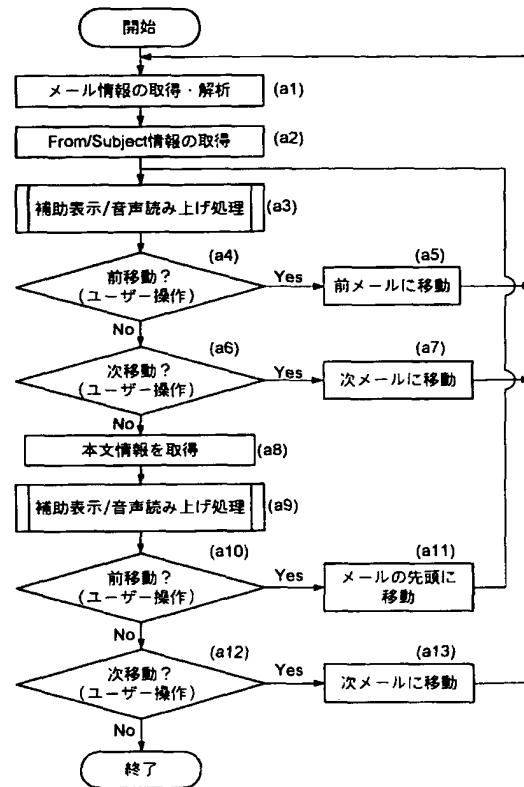 開始
メール情報の取得・解析 (a1)
From/Subject情報の取得 (a2)
補助表示/音声読み上げ処理 (a3)
(a4)
前移動?
(ユーザー操作)
Yes
No
(a5)
前メールに移動
(a6)
次移動?
(ユーザー操作)
Yes
No
(a7)
次メールに移動
本文情報を取得 (a8)
補助表示/音声読み上げ処理 (a9)
(a10)
前移動?
(ユーザー操作)
Yes
No
(a11)
メールの先頭に
移動
(a12)
次移動?
(ユーザー操作)
Yes
No
(a13)
次メールに移動
終了